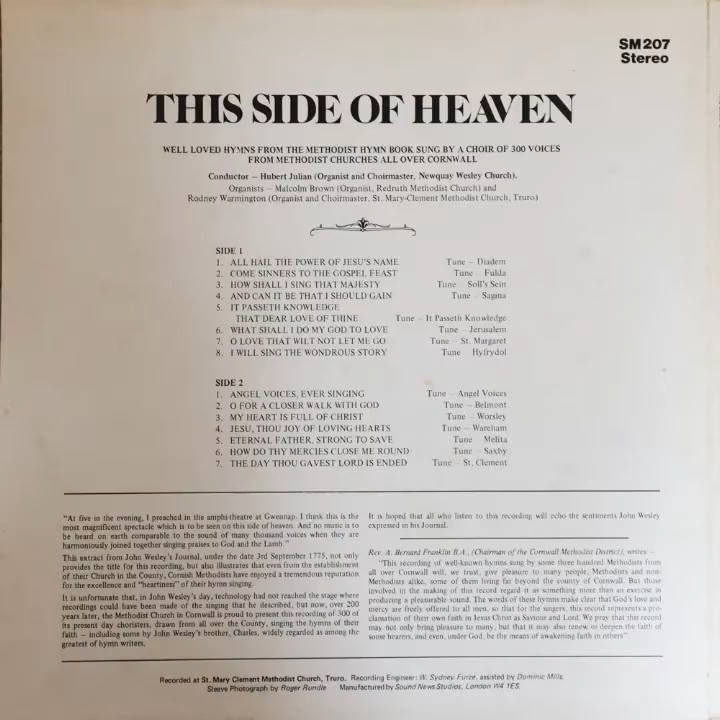 SM207
Stereo
THIS SIDE OF HEAVEN
WELL LOVED HYMNS FROM THE METHODIST HYMN BOOK SUNG BY A CHOIR OF 300 VOICES
FROM METHODIST CHURCHES ALL OVER CORNWALL
Conductor – Hubert Julian (Organist and Choirmaster, Newquay Wesley Church).
Organists – Malcolm Brown (Organist, Redruth Methodist Church) and
Rodney Warmington (Organist and Choirmaster, St. Mary-Clement Methodist Church, Truro)
SIDE 1
1. ALL HAIL THE POWER OF JESU'S NAME Tune – Diadem
2. COME SINNERS TO THE GOSPEL FEAST Tune – Fulda
3. HOW SHALL I SING THAT MAJESTY Tune Soll's Sein
4. AND CAN IT BE THAT I SHOULD GAIN Tune – Sagina
5. IT PASSETH KNOWLEDGE
THAT DEAR LOVE OF THINE Tune – It Passeth Knowledge
6. WHAT SHALL I DO MY GOD TO LOVE Tune – Jerusalem
7. O LOVE THAT WILT NOT LET ME GO Tune – St. Margaret
8. I WILL SING THE WONDROUS STORY Tune Hyfrydol
SIDE 2
1. ANGEL VOICES, EVER SINGING Tune – Angel Voices
2. O FOR A CLOSER WALK WITH GOD Tune – Belmont
3. MY HEART IS FULL OF CHRIST Tune – Worsley
4. JESU, THOU JOY OF LOVING HEARTS Tune – Wareham
5. ETERNAL FATHER, STRONG TO SAVE Tune Melita
6. HOW DO THY MERCIES CLOSE ME ROUND Tune – Saxby
7. THE DAY THOU GAVEST LORD IS ENDED Tune – St. Clement
"At five in the evening, I preached in the amphi-theatre at Gwennap. I think this is the
most magnificent spectacle which is to be seen on this side of heaven. And no music is to
be heard on earth comparable to the sound of many thousand voices when they are
harmoniously joined together singing praises to God and the Lamb."
This extract from John Wesley's Journal, under the date 3rd September 1775, not only
provides the title for this recording, but also illustrates that even from the establishment
of their Church in the County, Cornish Methodists have enjoyed a tremendous reputation
for the excellence and "heartiness" of their hymn singing.
It is unfortunate that, in John Wesley's day, technology had not reached the stage where
recordings could have been made of the singing that he described, but now, over 200
years later, the Methodist Church in Cornwall is proud to present this recording of 300 of
its present day choristers, drawn from all over the County, singing the hymns of their
faith – including some by John Wesley's brother, Charles, widely regarded as among the
greatest of hymn writers.
It is hoped that all who listen to this recording will echo the sentiments John Wesley
expressed in his Journal.
Rev. A. Bernard Franklin B.A., (Chairman of the Cornwall Methodist District), writes: –
"This recording of well-known hymns sung by some three hundred Methodists from
all over Cornwall will, we trust, give pleasure to many people, Methodists and non-
Methodists alike, some of them living far beyond the county of Cornwall. But those
involved in the making of this record regard it as something more than an exercise in
producing a pleasurable sound. The words of these hymns make clear that God's love and
mercy are freely offered to all men, so that for the singers, this record represents a pro-
clamation of their own faith in Jesus Christ as Saviour and Lord. We pray that this record
may not only bring pleasure to many, but that it may also renew or deepen the faith of
some hearers, and even, under God, be the means of awakening faith in others".
Recorded at St. Mary Clement Methodist Church, Truro. Recording Engineer: W. Sydney Furze, assisted by Dominic Mills.
Sleeve Photograph by Roger Rundle Manufactured by Sound News Studios, London W4 1ES.